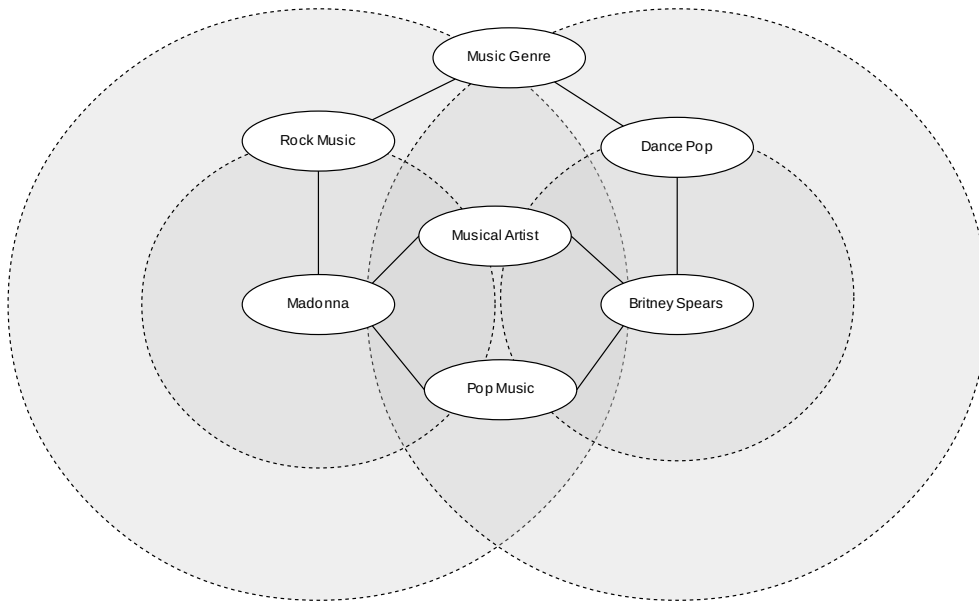 Music Genre
Rock Music
Dance Pop
Musical Artist
Madonna
Britney Spears
Pop Music